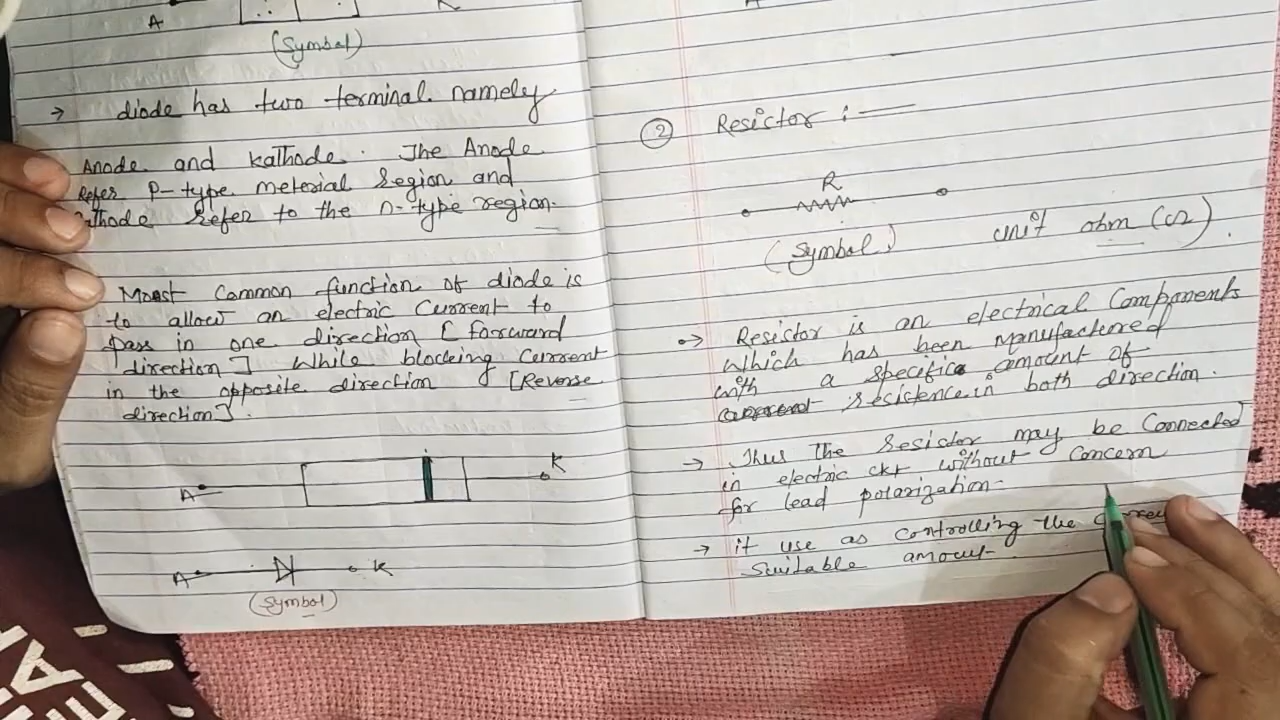 A
K
(Symbol)
→ diode has two terminal namely
Anode and Kathode. The Anode
Refer P-type meterial Region and
Kathode Refer to the n-type region.
Most Common function of diode is
to allow an electric Current to
Pass in one direction [forward
direction] While blocking Current
in the opposite direction [Reverse
direction].
A K
A K
(Symbol)
A
② Resistor :—
R
(Symbol) unit ohm (Ω).
→ Resistor is an electrical Components
Which has been Manufactored
with a specific amount of
resistence in both direction.
→ Thus The Resistor may be Connected
in electric ckt without Concern
for lead polarization-
→ it use as controlling the
Suitable amout-
EA